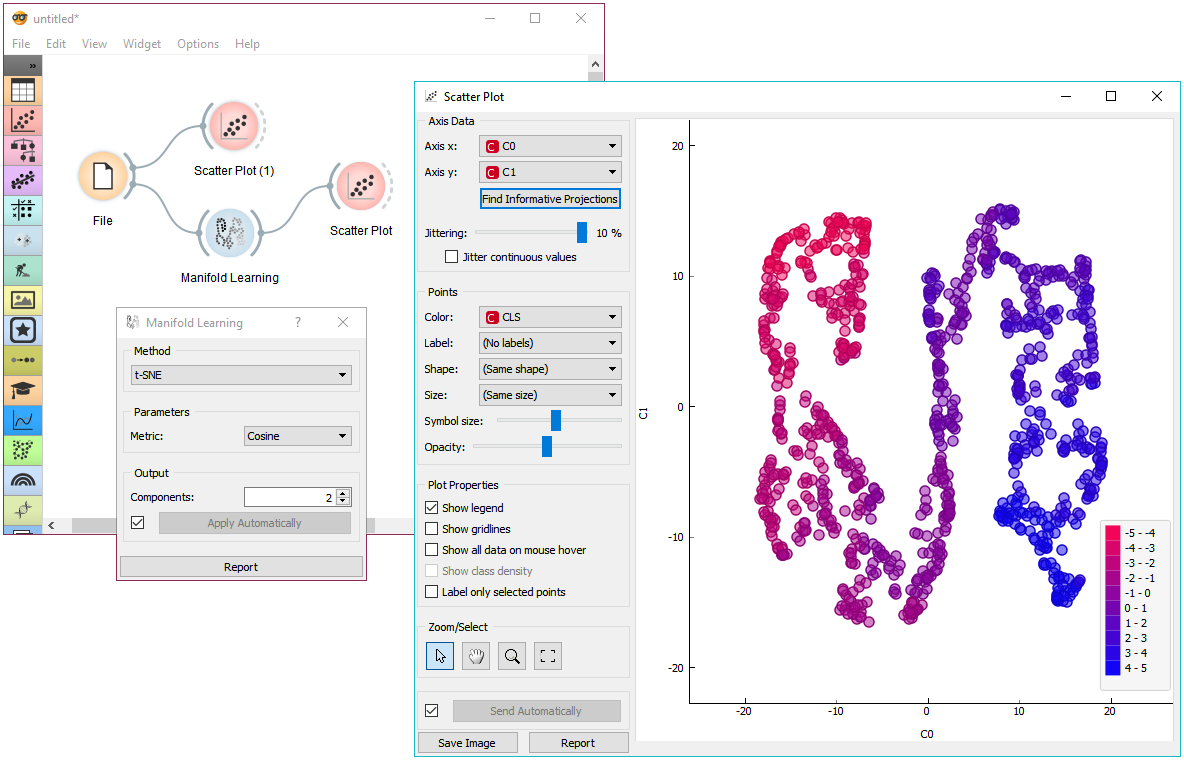 untitled*
File Edit View Widget Options Help
»
File
Scatter Plot (1)
Manifold Learning
Scatter Plot
Manifold Learning ?
Method
t-SNE
Parameters
Metric: Cosine
Output
Components: 2
Apply Automatically
Report
Scatter Plot
Axis Data
Axis x: C C0
Axis y: C C1
Find Informative Projections
Jittering: 10 %
Jitter continuous values
Points
Color: C CLS
Label: (No labels)
Shape: (Same shape)
Size: (Same size)
Symbol size:
Opacity:
Plot Properties
Show legend
Show gridlines
Show all data on mouse hover
Show class density
Label only selected points
Zoom/Select
Send Automatically
Save Image Report
20
10
0
-10
-20
C1
-20 -10 0 10 20
C0
-5 - -4
-4 - -3
-3 - -2
-2 - -1
-1 - 0
0 - 1
1 - 2
2 - 3
3 - 4
4 - 5